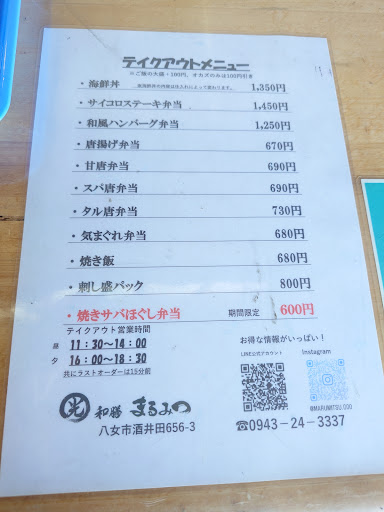 テイクアウトメニュー
※ご飯の大盛+100円、オカズのみは100円引き
・海鮮丼 1,350円
・サイコロステーキ弁当 1,450円
・和風ハンバーグ弁当 1,250円
・唐揚げ弁当 670円
・甘唐弁当 690円
・スパ唐弁当 690円
・タル唐弁当 730円
・気まぐれ弁当 680円
・焼き飯 680円
・刺し盛パック 800円
・焼きサバほぐし弁当 期間限定 600円
テイクアウト営業時間
昼 11:30~14:00
夕 16:00~18:30
共にラストオーダーは15分前
お得な情報がいっぱい!
LINE公式アカウント Instagram
@MARUMITSU.000
光 和膳 まるみつ
八女市酒井田656-3
☎0943-24-3337